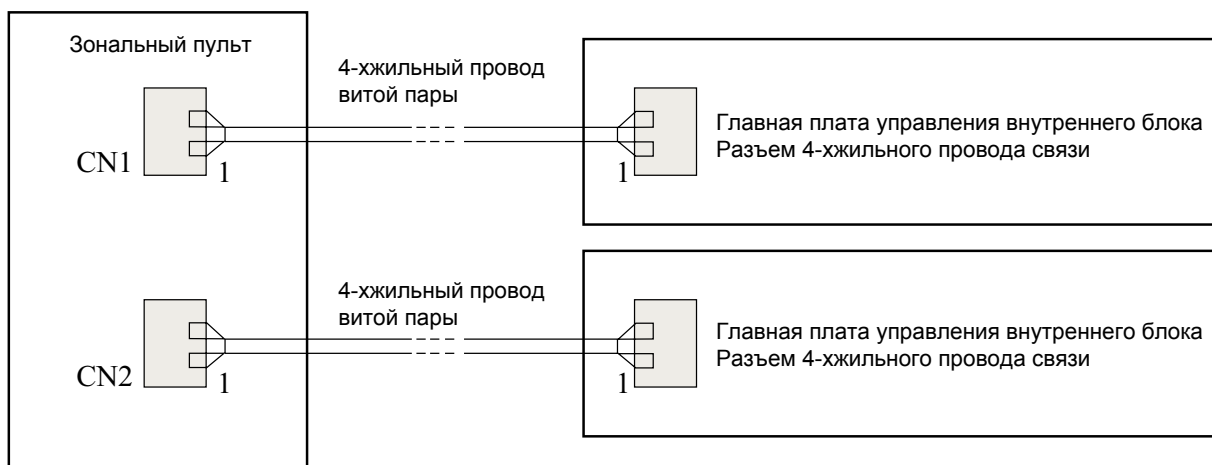 Зональный пульт
4-хжильный провод
витой пары
CN1
1
1
Главная плата управления внутреннего блока
Разъем 4-хжильного провода связи
4-хжильный провод
витой пары
CN2
1
1
Главная плата управления внутреннего блока
Разъем 4-хжильного провода связи